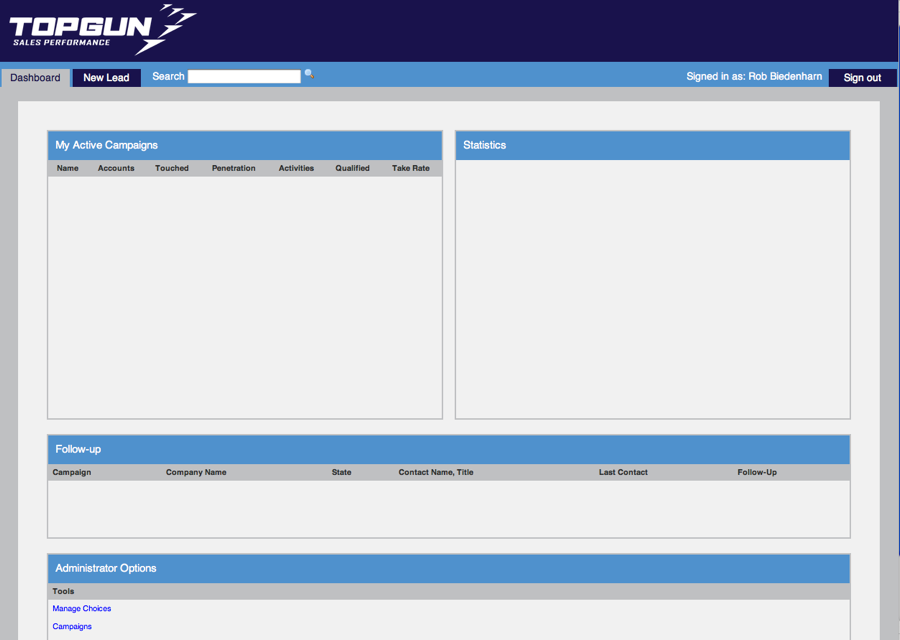 TOPGUN
SALES PERFORMANCE
Dashboard New Lead Search Signed in as: Rob Biedenharn Sign out
My Active Campaigns
Name Accounts Touched Penetration Activities Qualified Take Rate
Statistics
Follow-up
Campaign Company Name State Contact Name, Title Last Contact Follow-Up
Administrator Options
Tools
Manage Choices
Campaigns